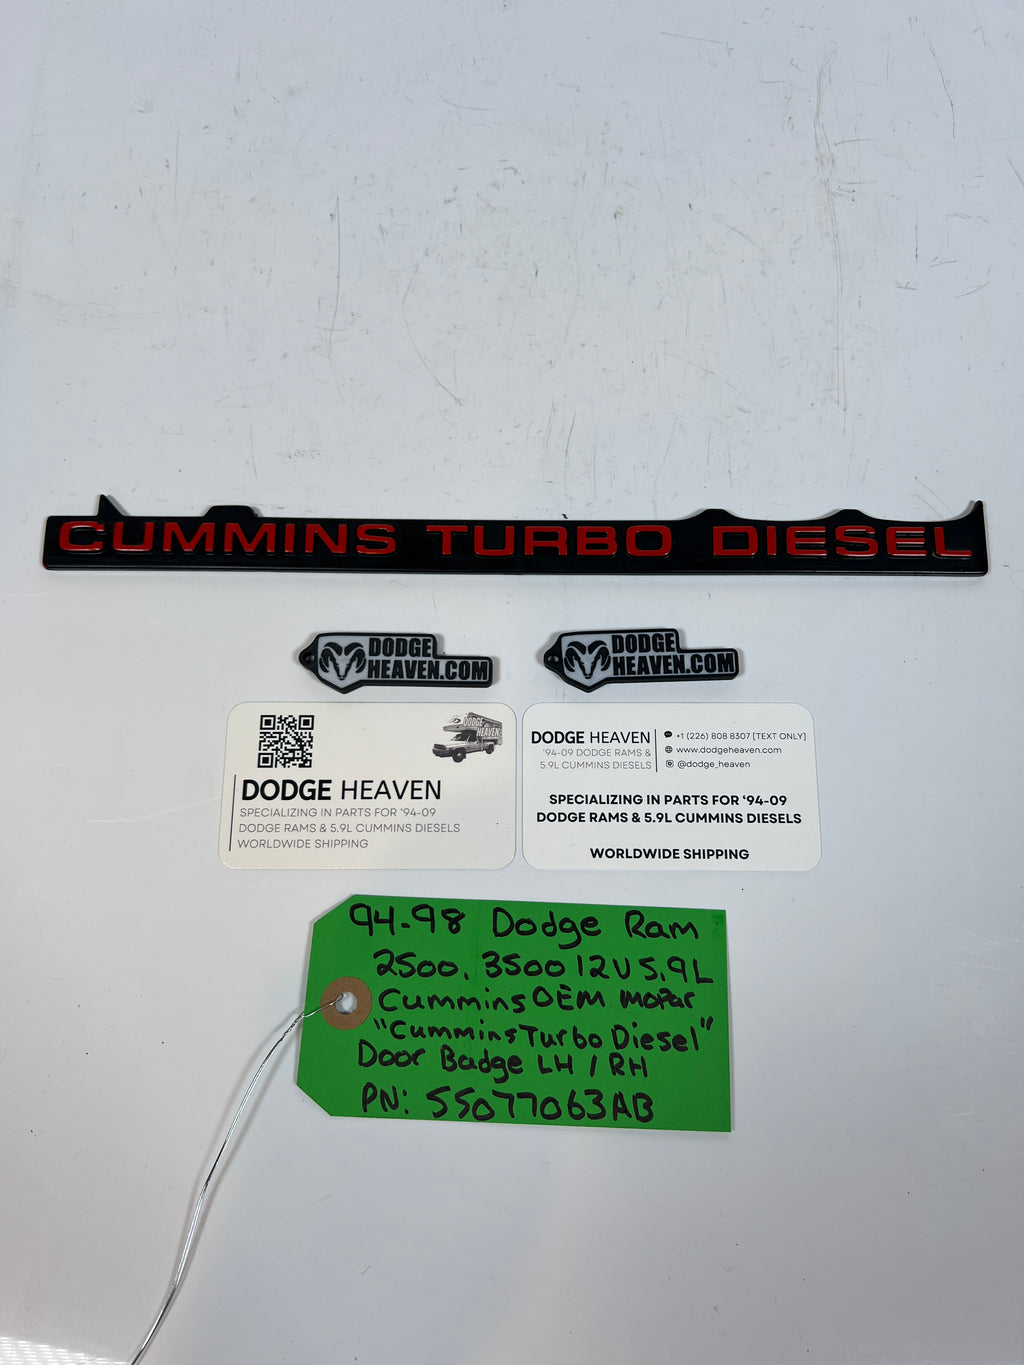 CUMMINS TURBO DIESEL
DODGE
HEAVEN.COM
DODGE
HEAVEN.COM
DODGE
HEAVEN
DODGE HEAVEN
SPECIALIZING IN PARTS FOR '94-09
DODGE RAMS & 5.9L CUMMINS DIESELS
WORLDWIDE SHIPPING
DODGE HEAVEN
'94-09 DODGE RAMS &
5.9L CUMMINS DIESELS
+1 (226) 808 8307 [TEXT ONLY]
www.dodgeheaven.com
@dodge_heaven
SPECIALIZING IN PARTS FOR '94-09
DODGE RAMS & 5.9L CUMMINS DIESELS
WORLDWIDE SHIPPING
94-98 Dodge Ram
2500, 3500 12V 5.9L
Cummins OEM mopar
"Cummins Turbo Diesel"
Door Badge LH / RH
PN: 55077063AB